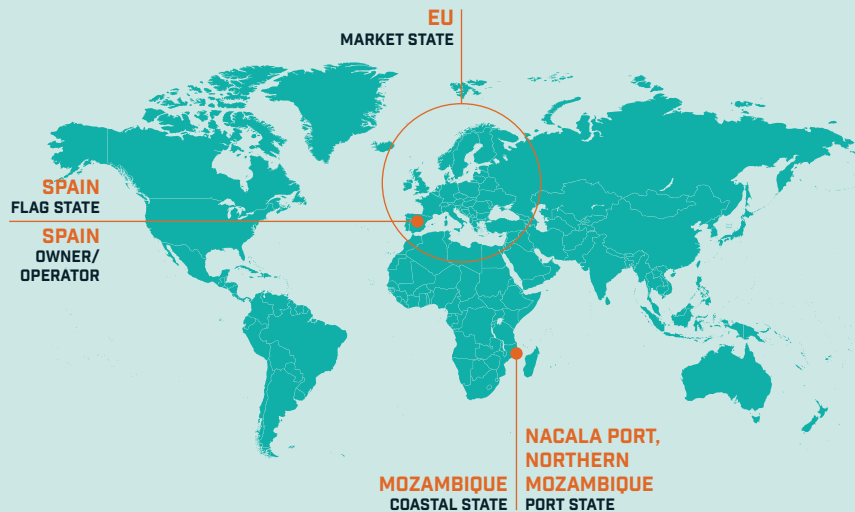 EU
MARKET STATE
SPAIN
FLAG STATE
SPAIN
OWNER/
OPERATOR
MOZAMBIQUE
COASTAL STATE
NACALA PORT,
NORTHERN
MOZAMBIQUE
PORT STATE